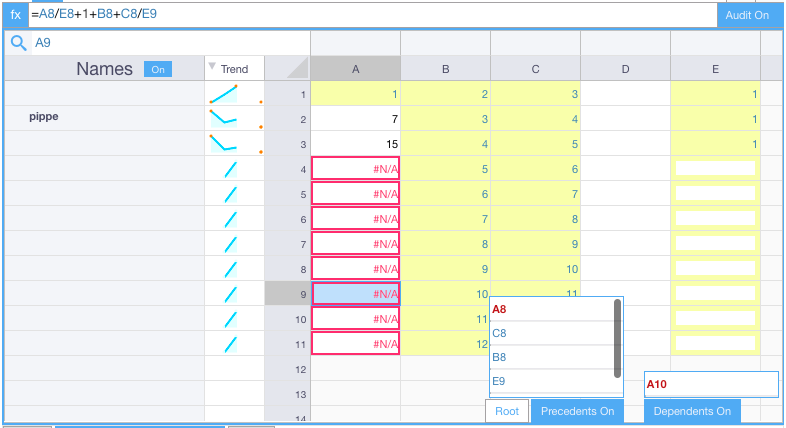 fx =A8/E8+1+B8+C8/E9 Audit On
A9
Names On Trend A B C D E
1 1 2 3 1
pippe 2 7 3 4 1
3 15 4 5 1
4 #N/A 5 6
5 #N/A 6 7
6 #N/A 7 8
7 #N/A 8 9
8 #N/A 9 10
9 #N/A 10 11
A8
10 #N/A 11
C8
11 #N/A 12
B8
12
E9 A10
13
14 Root Precedents On Dependents On